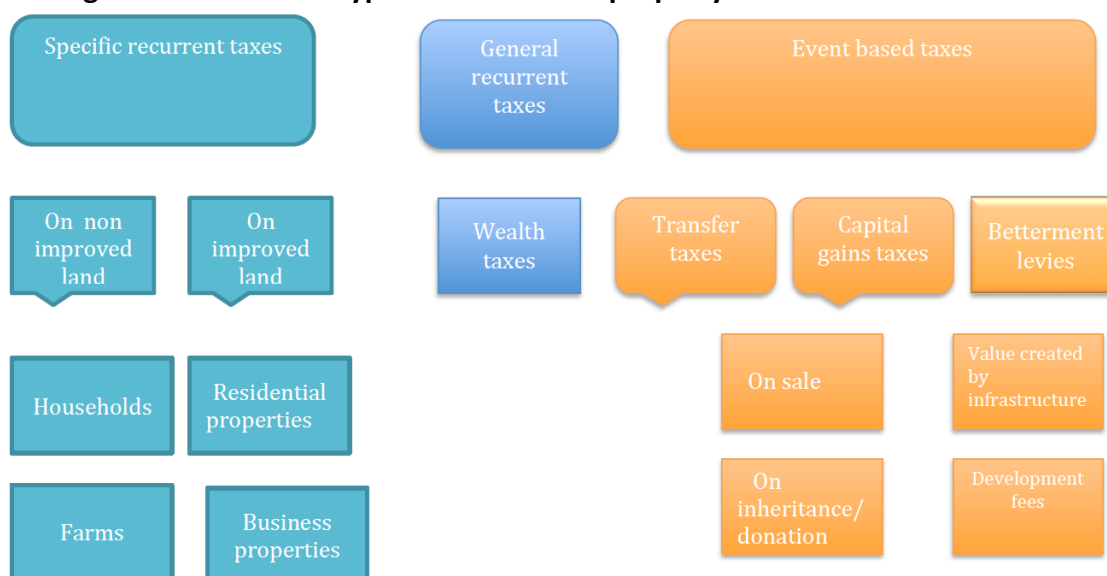 Specific recurrent taxes
General
recurrent
taxes
Event based taxes
On non
improved
land
On
improved
land
Wealth
taxes
Transfer
taxes
Capital
gains taxes
Betterment
levies
Households
Residential
properties
On sale
Value created
by
infrastructure
Farms
Business
properties
On
inheritance/
donation
Development
fees